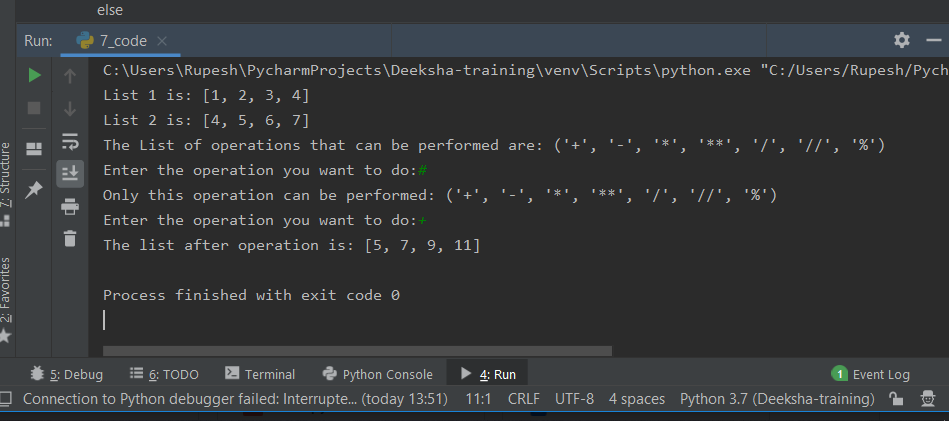 else
Run: 7_code
C:\Users\Rupesh\PycharmProjects\Deeksha-training\venv\Scripts\python.exe "C:/Users/Rupesh/Pych
List 1 is: [1, 2, 3, 4]
List 2 is: [4, 5, 6, 7]
The List of operations that can be performed are: ('+', '-', '*', '**', '/', '//', '%')
Enter the operation you want to do:#
Only this operation can be performed: ('+', '-', '*', '**', '/', '//', '%')
Enter the operation you want to do:+
The list after operation is: [5, 7, 9, 11]
Process finished with exit code 0
7: Structure
2: Favorites
5: Debug 6: TODO Terminal Python Console 4: Run 1 Event Log
Connection to Python debugger failed: Interrupte... (today 13:51) 11:1 CRLF UTF-8 4 spaces Python 3.7 (Deeksha-training)